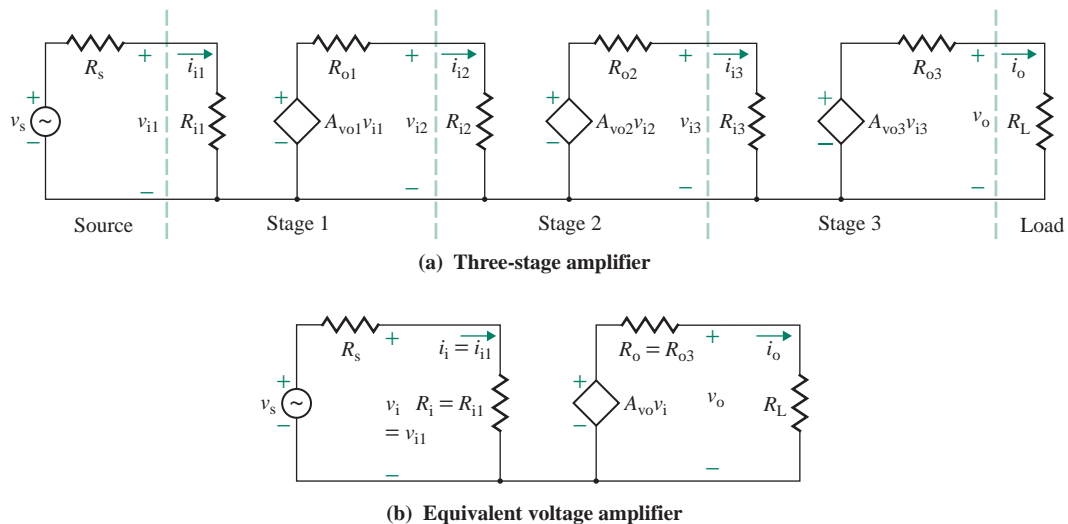 + i_i1 R_o1 + i_i2 R_o2 + i_i3 R_o3 + i_o
R_s
+ v_s ~ − v_i1 R_i1 + − A_vo1v_i1 v_i2 R_i2 + − A_vo2v_i2 v_i3 R_i3 + − A_vo3v_i3 v_o R_L
− − − −
Source Stage 1 Stage 2 Stage 3 Load
(a) Three-stage amplifier
R_s + i_i = i_i1 R_o = R_o3 + i_o
+ v_s ~ − v_i R_i = R_i1 + − A_vov_i v_o R_L
= v_i1
− −
(b) Equivalent voltage amplifier